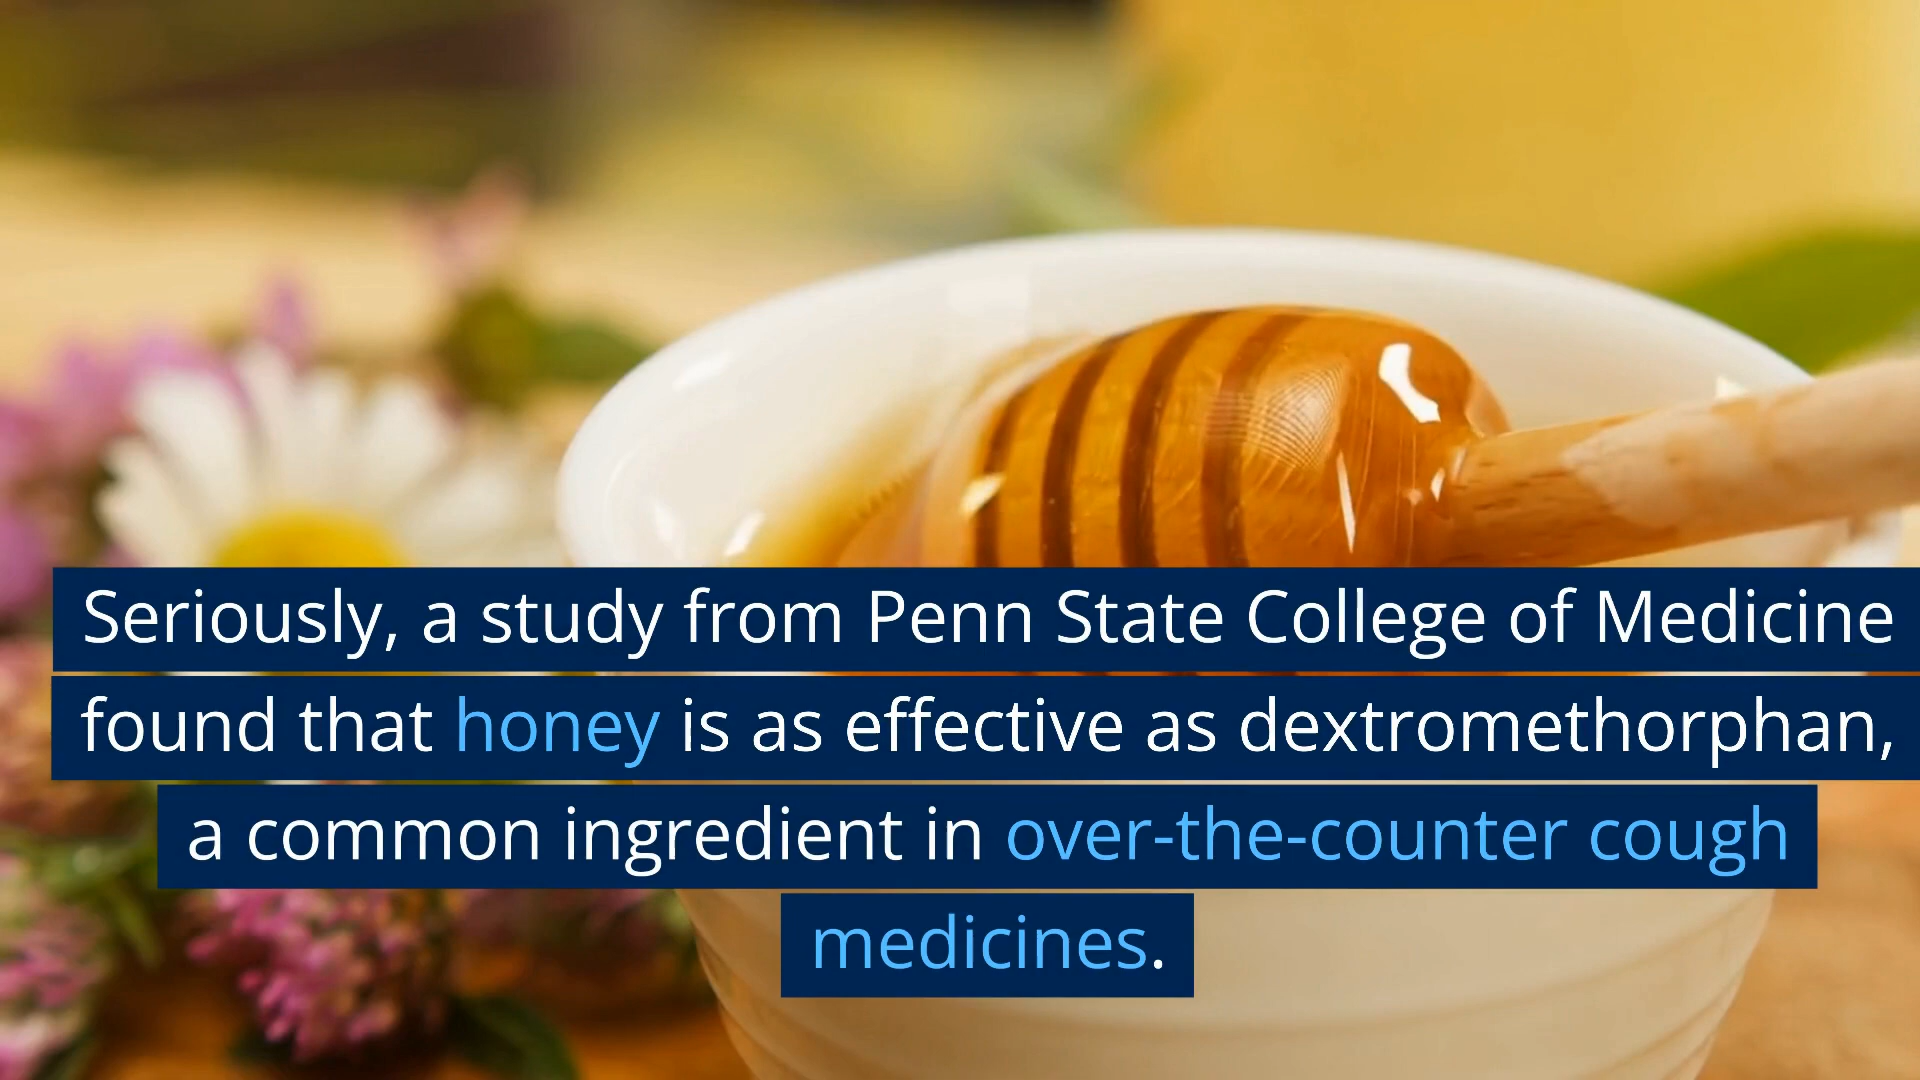 Seriously, a study from Penn State College of Medicine
found that honey is as effective as dextromethorphan,
a common ingredient in over-the-counter cough
medicines.